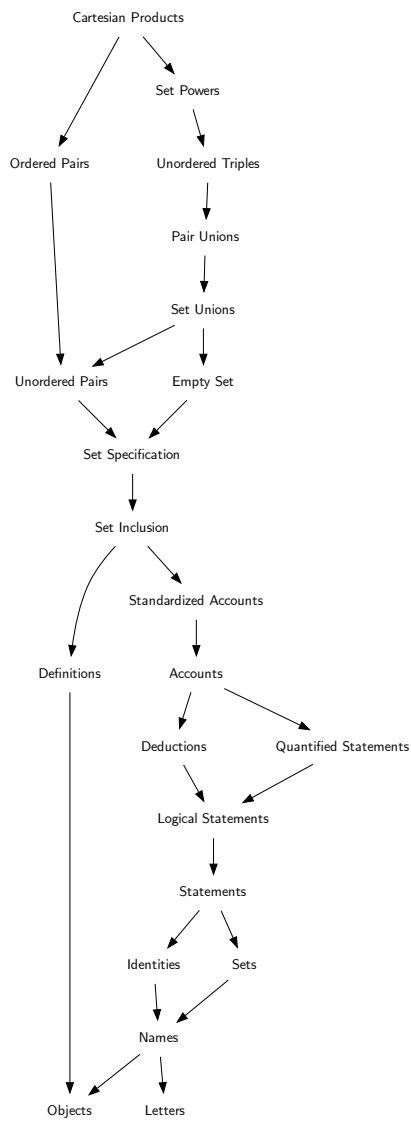 Cartesian Products
Set Powers
Ordered Pairs
Unordered Triples
Pair Unions
Set Unions
Unordered Pairs
Empty Set
Set Specification
Set Inclusion
Standardized Accounts
Definitions
Accounts
Deductions
Quantified Statements
Logical Statements
Statements
Identities
Sets
Names
Objects
Letters